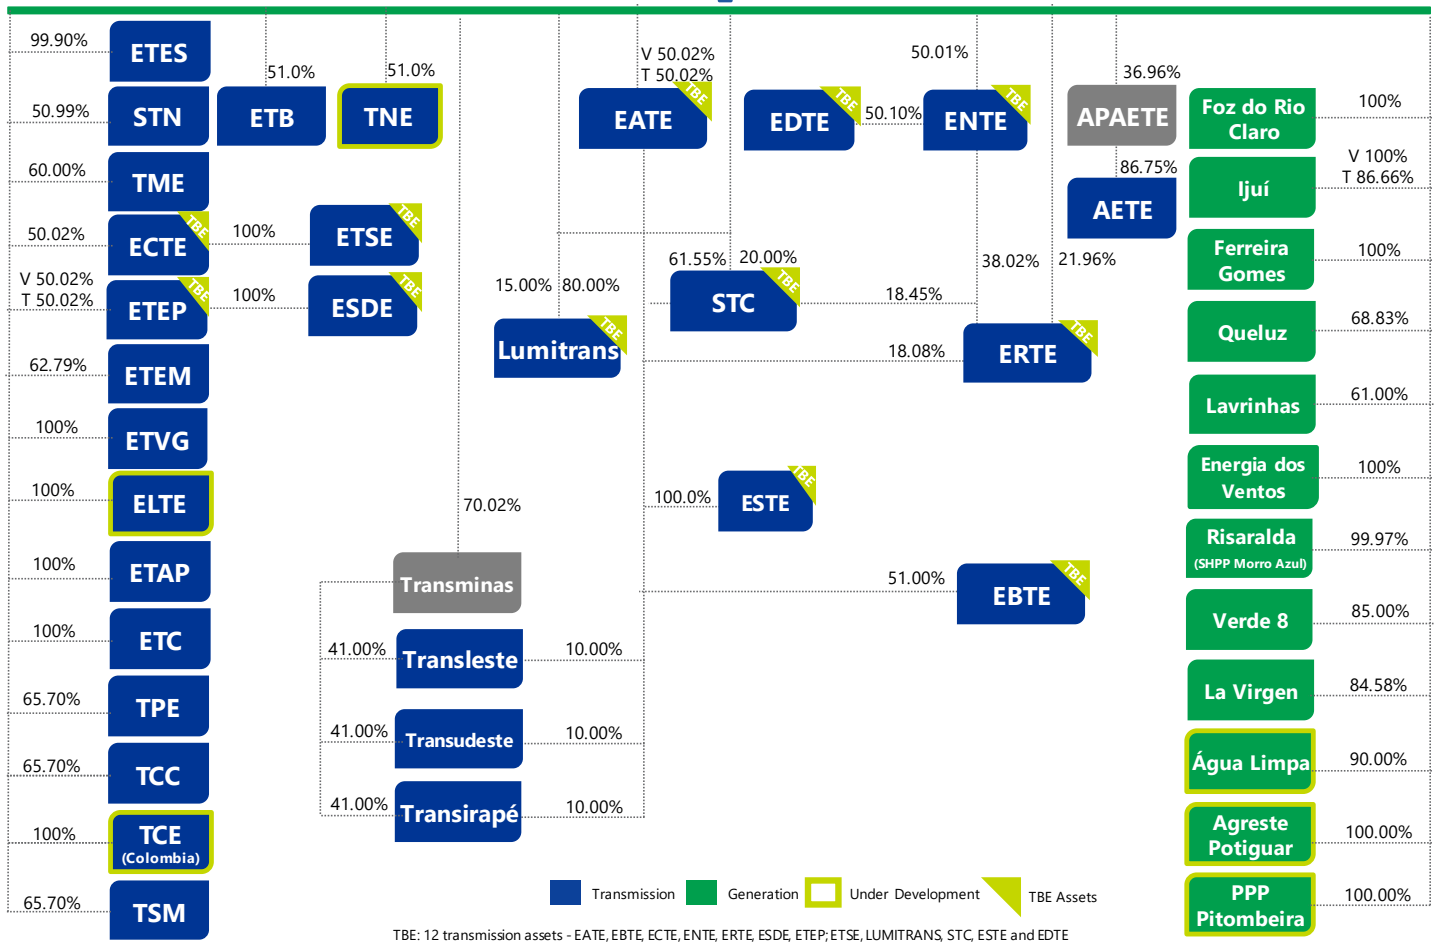 99.90%
ETES
51.0%
51.0%
V 50.02%
T 50.02%
50.01%
36.96%
50.99%
STN
ETB
TNE
EATE
TBE
EDTE
TBE
50.10%
ENTE
TBE
APAETE
Foz do Rio
Claro
100%
60.00%
TME
86.75%
AETE
Ijuí
V 100%
T 86.66%
50.02%
ECTE
TBE
100%
ETSE
TBE
Ferreira
Gomes
100%
V 50.02%
T 50.02%
ETEP
TBE
100%
ESDE
TBE
15.00%
80.00%
61.55%
20.00%
STC
TBE
18.45%
38.02%
21.96%
Queluz
68.83%
62.79%
ETEM
Lumitrans
TBE
18.08%
ERTE
TBE
Lavrinhas
61.00%
100%
ETVG
Energia dos
Ventos
100%
100%
ELTE
70.02%
100.0%
ESTE
TBE
Risaralda
(SHPP Morro Azul)
99.97%
100%
ETAP
Transminas
51.00%
EBTE
TBE
Verde 8
85.00%
100%
ETC
41.00%
Transleste
10.00%
La Virgen
84.58%
65.70%
TPE
41.00%
Transudeste
10.00%
Água Limpa
90.00%
65.70%
TCC
41.00%
Transirapé
10.00%
Agreste
Potiguar
100.00%
100%
TCE
(Colombia)
PPP
Pitombeira
100.00%
65.70%
TSM
Transmission
Generation
Under Development
TBE Assets
TBE: 12 transmission assets - EATE, EBTE, ECTE, ENTE, ERTE, ESDE, ETEP; ETSE, LUMITRANS, STC, ESTE and EDTE